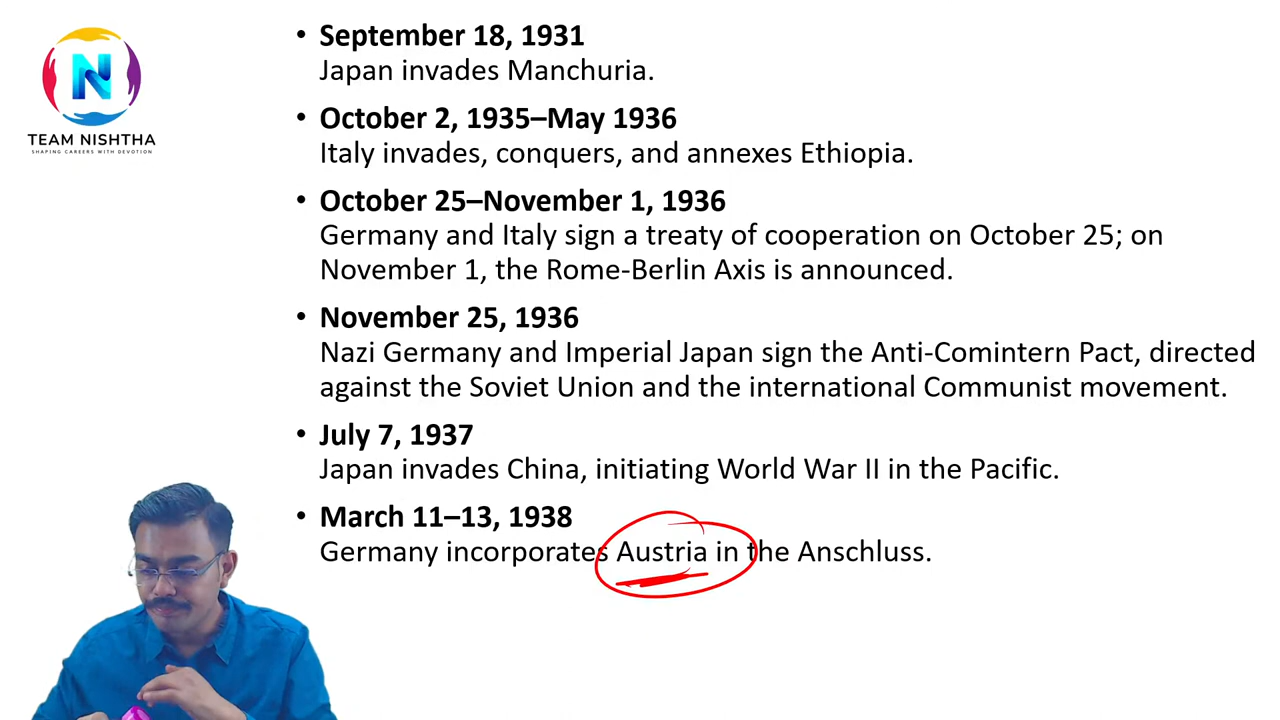 N
TEAM NISHTHA
SHAPING CAREERS WITH DEVOTION
• September 18, 1931
Japan invades Manchuria.
• October 2, 1935–May 1936
Italy invades, conquers, and annexes Ethiopia.
• October 25–November 1, 1936
Germany and Italy sign a treaty of cooperation on October 25; on
November 1, the Rome-Berlin Axis is announced.
• November 25, 1936
Nazi Germany and Imperial Japan sign the Anti-Comintern Pact, directed
against the Soviet Union and the international Communist movement.
• July 7, 1937
Japan invades China, initiating World War II in the Pacific.
• March 11–13, 1938
Germany incorporates Austria in the Anschluss.